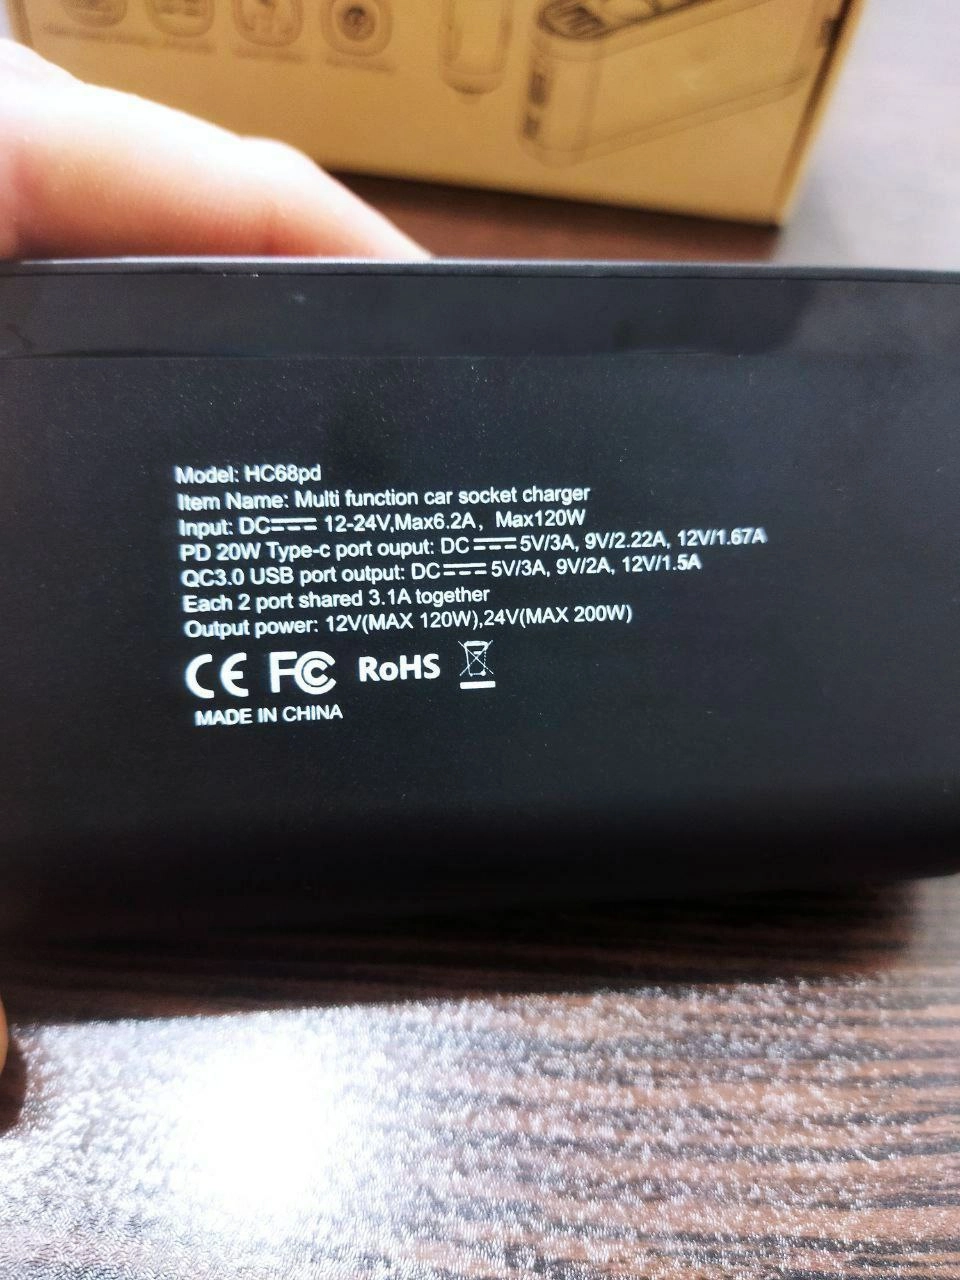 Model: HC68pd
Item Name: Multi function car socket charger
Input: DC 12-24V,Max6.2A, Max120W
PD 20W Type-c port ouput: DC 5V/3A, 9V/2.22A, 12V/1.67A
QC3.0 USB port output: DC 5V/3A, 9V/2A, 12V/1.5A
Each 2 port shared 3.1A together
Output power: 12V(MAX 120W),24V(MAX 200W)
CE FC RoHS
MADE IN CHINA